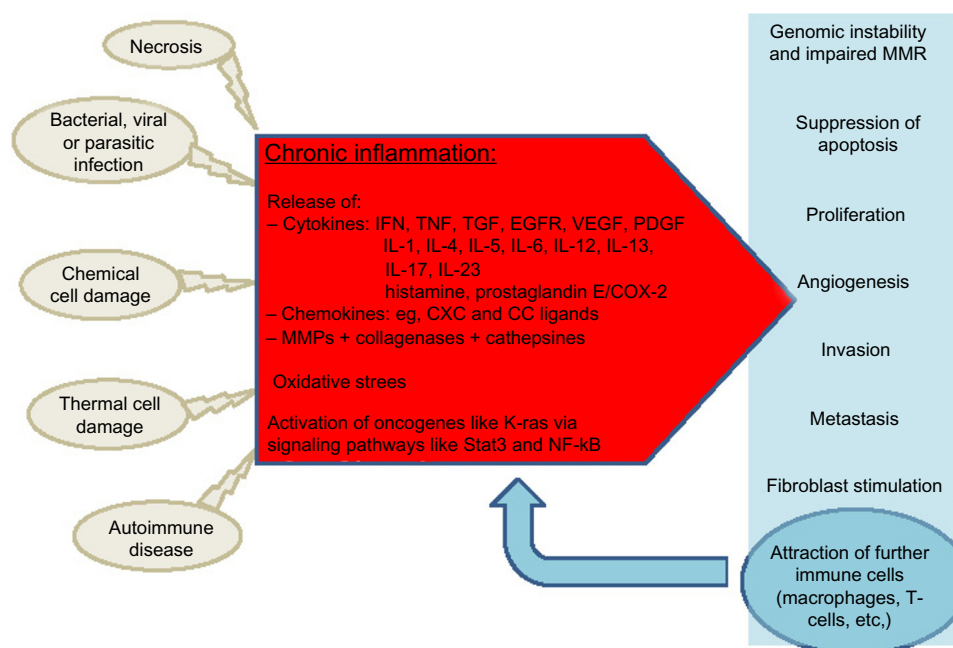 Necrosis
Bacterial, viral
or parasitic
infection
Chemical
cell damage
Thermal cell
damage
Autoimmune
disease
Chronic inflammation:
Release of:
– Cytokines: IFN, TNF, TGF, EGFR, VEGF, PDGF
IL-1, IL-4, IL-5, IL-6, IL-12, IL-13,
IL-17, IL-23
histamine, prostaglandin E/COX-2
– Chemokines: eg, CXC and CC ligands
– MMPs + collagenases + cathepsines
Oxidative strees
Activation of oncogenes like K-ras via
signaling pathways like Stat3 and NF-kB
Genomic instability
and impaired MMR
Suppression of
apoptosis
Proliferation
Angiogenesis
Invasion
Metastasis
Fibroblast stimulation
Attraction of further
immune cells
(macrophages, T-
cells, etc,)